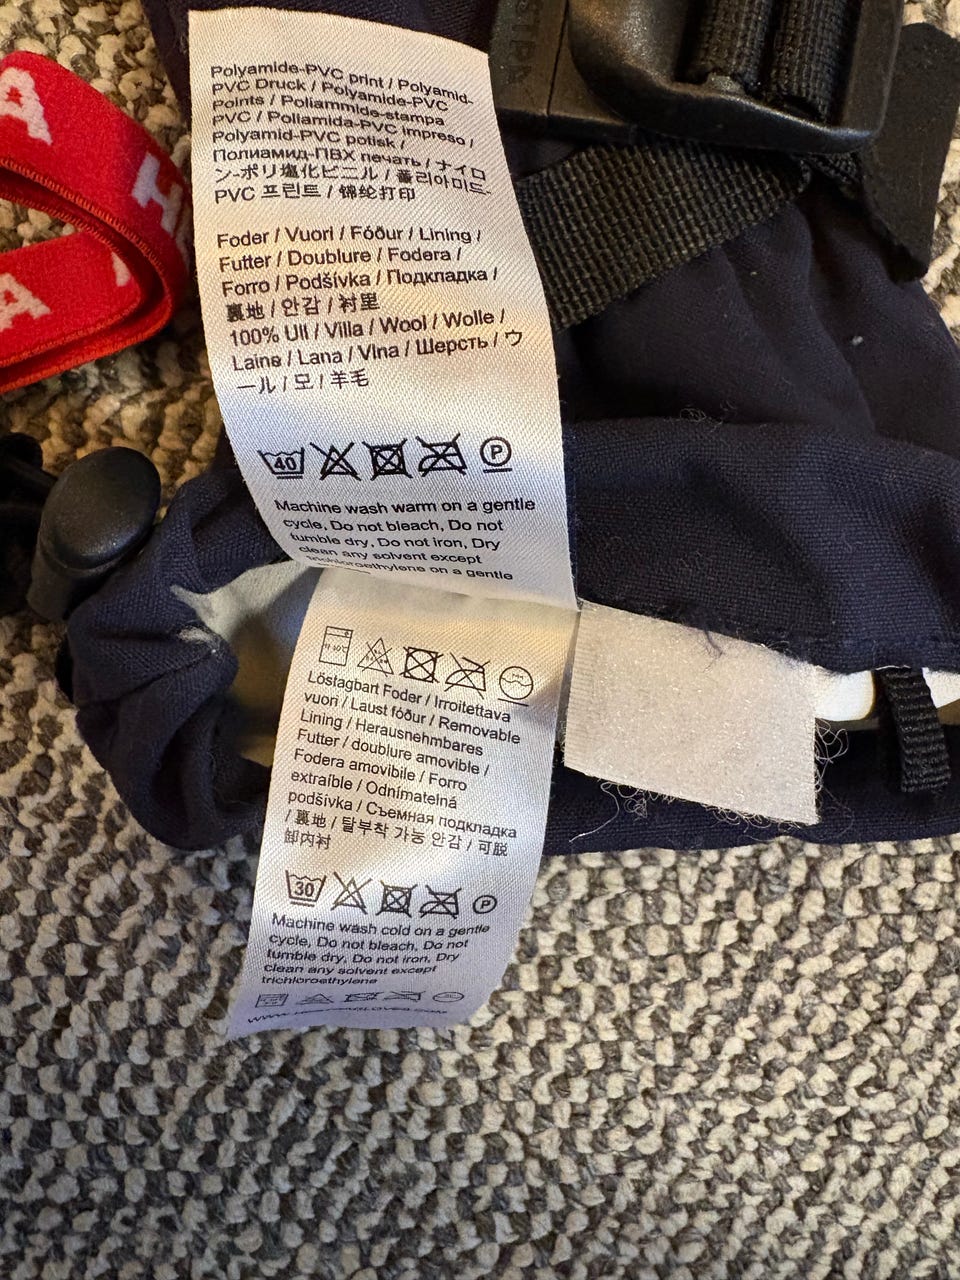 Polyamide-PVC print / Polyamid-
PVC Druck / Polyamide-PVC
Points / Poliammide-stampa
PVC / Poliamida-PVC impreso /
Polyamid-PVC potisk /
Полиамид-ПВХ печать / ナイロ
ン-ポリ塩化ビニル / 폴리아미드-
PVC 프린트 / 锦纶打印
Foder / Vuori / Fóður / Lining /
Futter / Doublure / Fodera /
Forro / Podšívka / Подкладка /
裏地 / 안감 / 衬里
100% Ull / Villa / Wool / Wolle /
Laine / Lana / Vlna / Шерсть / ウ
ール / 모 / 羊毛
40 P
Machine wash warm on a gentle
cycle, Do not bleach, Do not
tumble dry, Do not iron, Dry
clean any solvent except
trichloroethylene on a gentle
Löstagbart Foder / Irroitettava
vuori / Laust fóður / Removable
Lining / Herausnehmbares
Futter / doublure amovible /
Fodera amovibile / Forro
extraíble / Odnímatelná
podšívka / Съемная подкладка
/ 裏地 / 탈부착 가능 안감 / 可脱
卸内衬
30 P
Machine wash cold on a gentle
cycle, Do not bleach, Do not
tumble dry, Do not iron, Dry
clean any solvent except
trichloroethylene